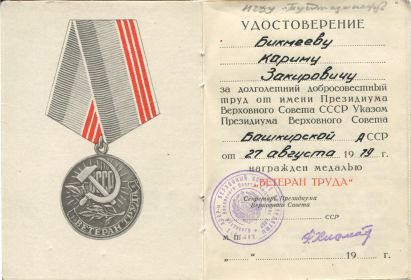 УДОСТОВЕРЕНИЕ
Бикмееву
Кариму
Закировичу
за долголетний добросовестный
труд от имени Президиума
Верховного Совета СССР Указом
Президиума Верховного Совета
Башкирской АССР
от 27 августа 1979 г.
награжден медалью
"ВЕТЕРАН ТРУДА"
Секретарь Президиума
Верховного Совета
ССР
М. П.
" " 19 г.
СССР
ВЕТЕРАН ТРУДА